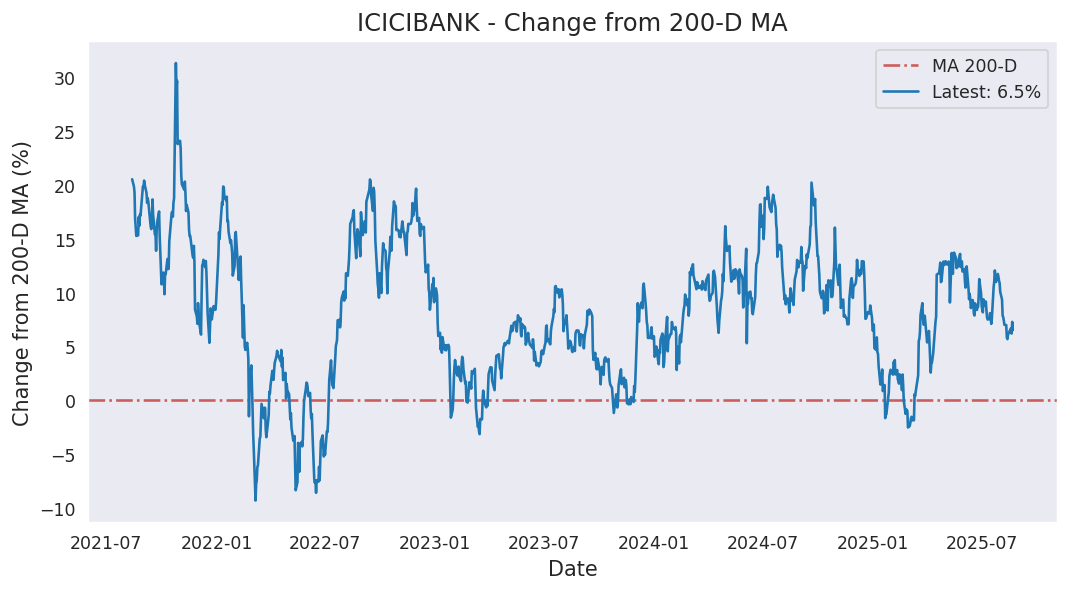 ICICIBANK - Change from 200-D MA
MA 200-D
Latest: 6.5%
Change from 200-D MA (%)
30
25
20
15
10
5
0
−5
−10
2021-07 2022-01 2022-07 2023-01 2023-07 2024-01 2024-07 2025-01 2025-07
Date